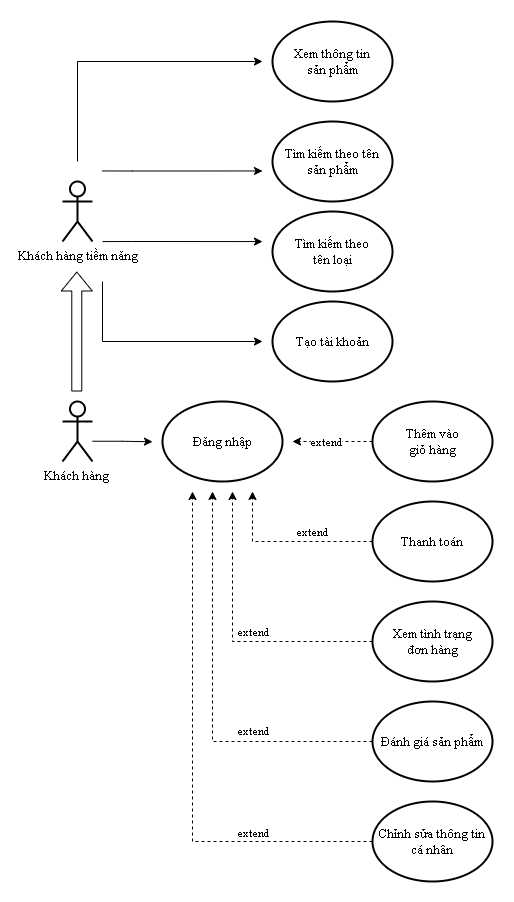 Xem thông tin
sản phẩm
Tìm kiếm theo tên
sản phẩm
Khách hàng tiềm năng
Tìm kiếm theo
tên loại
Tạo tài khoản
Khách hàng
Đăng nhập
extend
Thêm vào
giỏ hàng
extend
Thanh toán
extend
Xem tình trạng
đơn hàng
extend
Đánh giá sản phẩm
extend
Chỉnh sửa thông tin
cá nhân